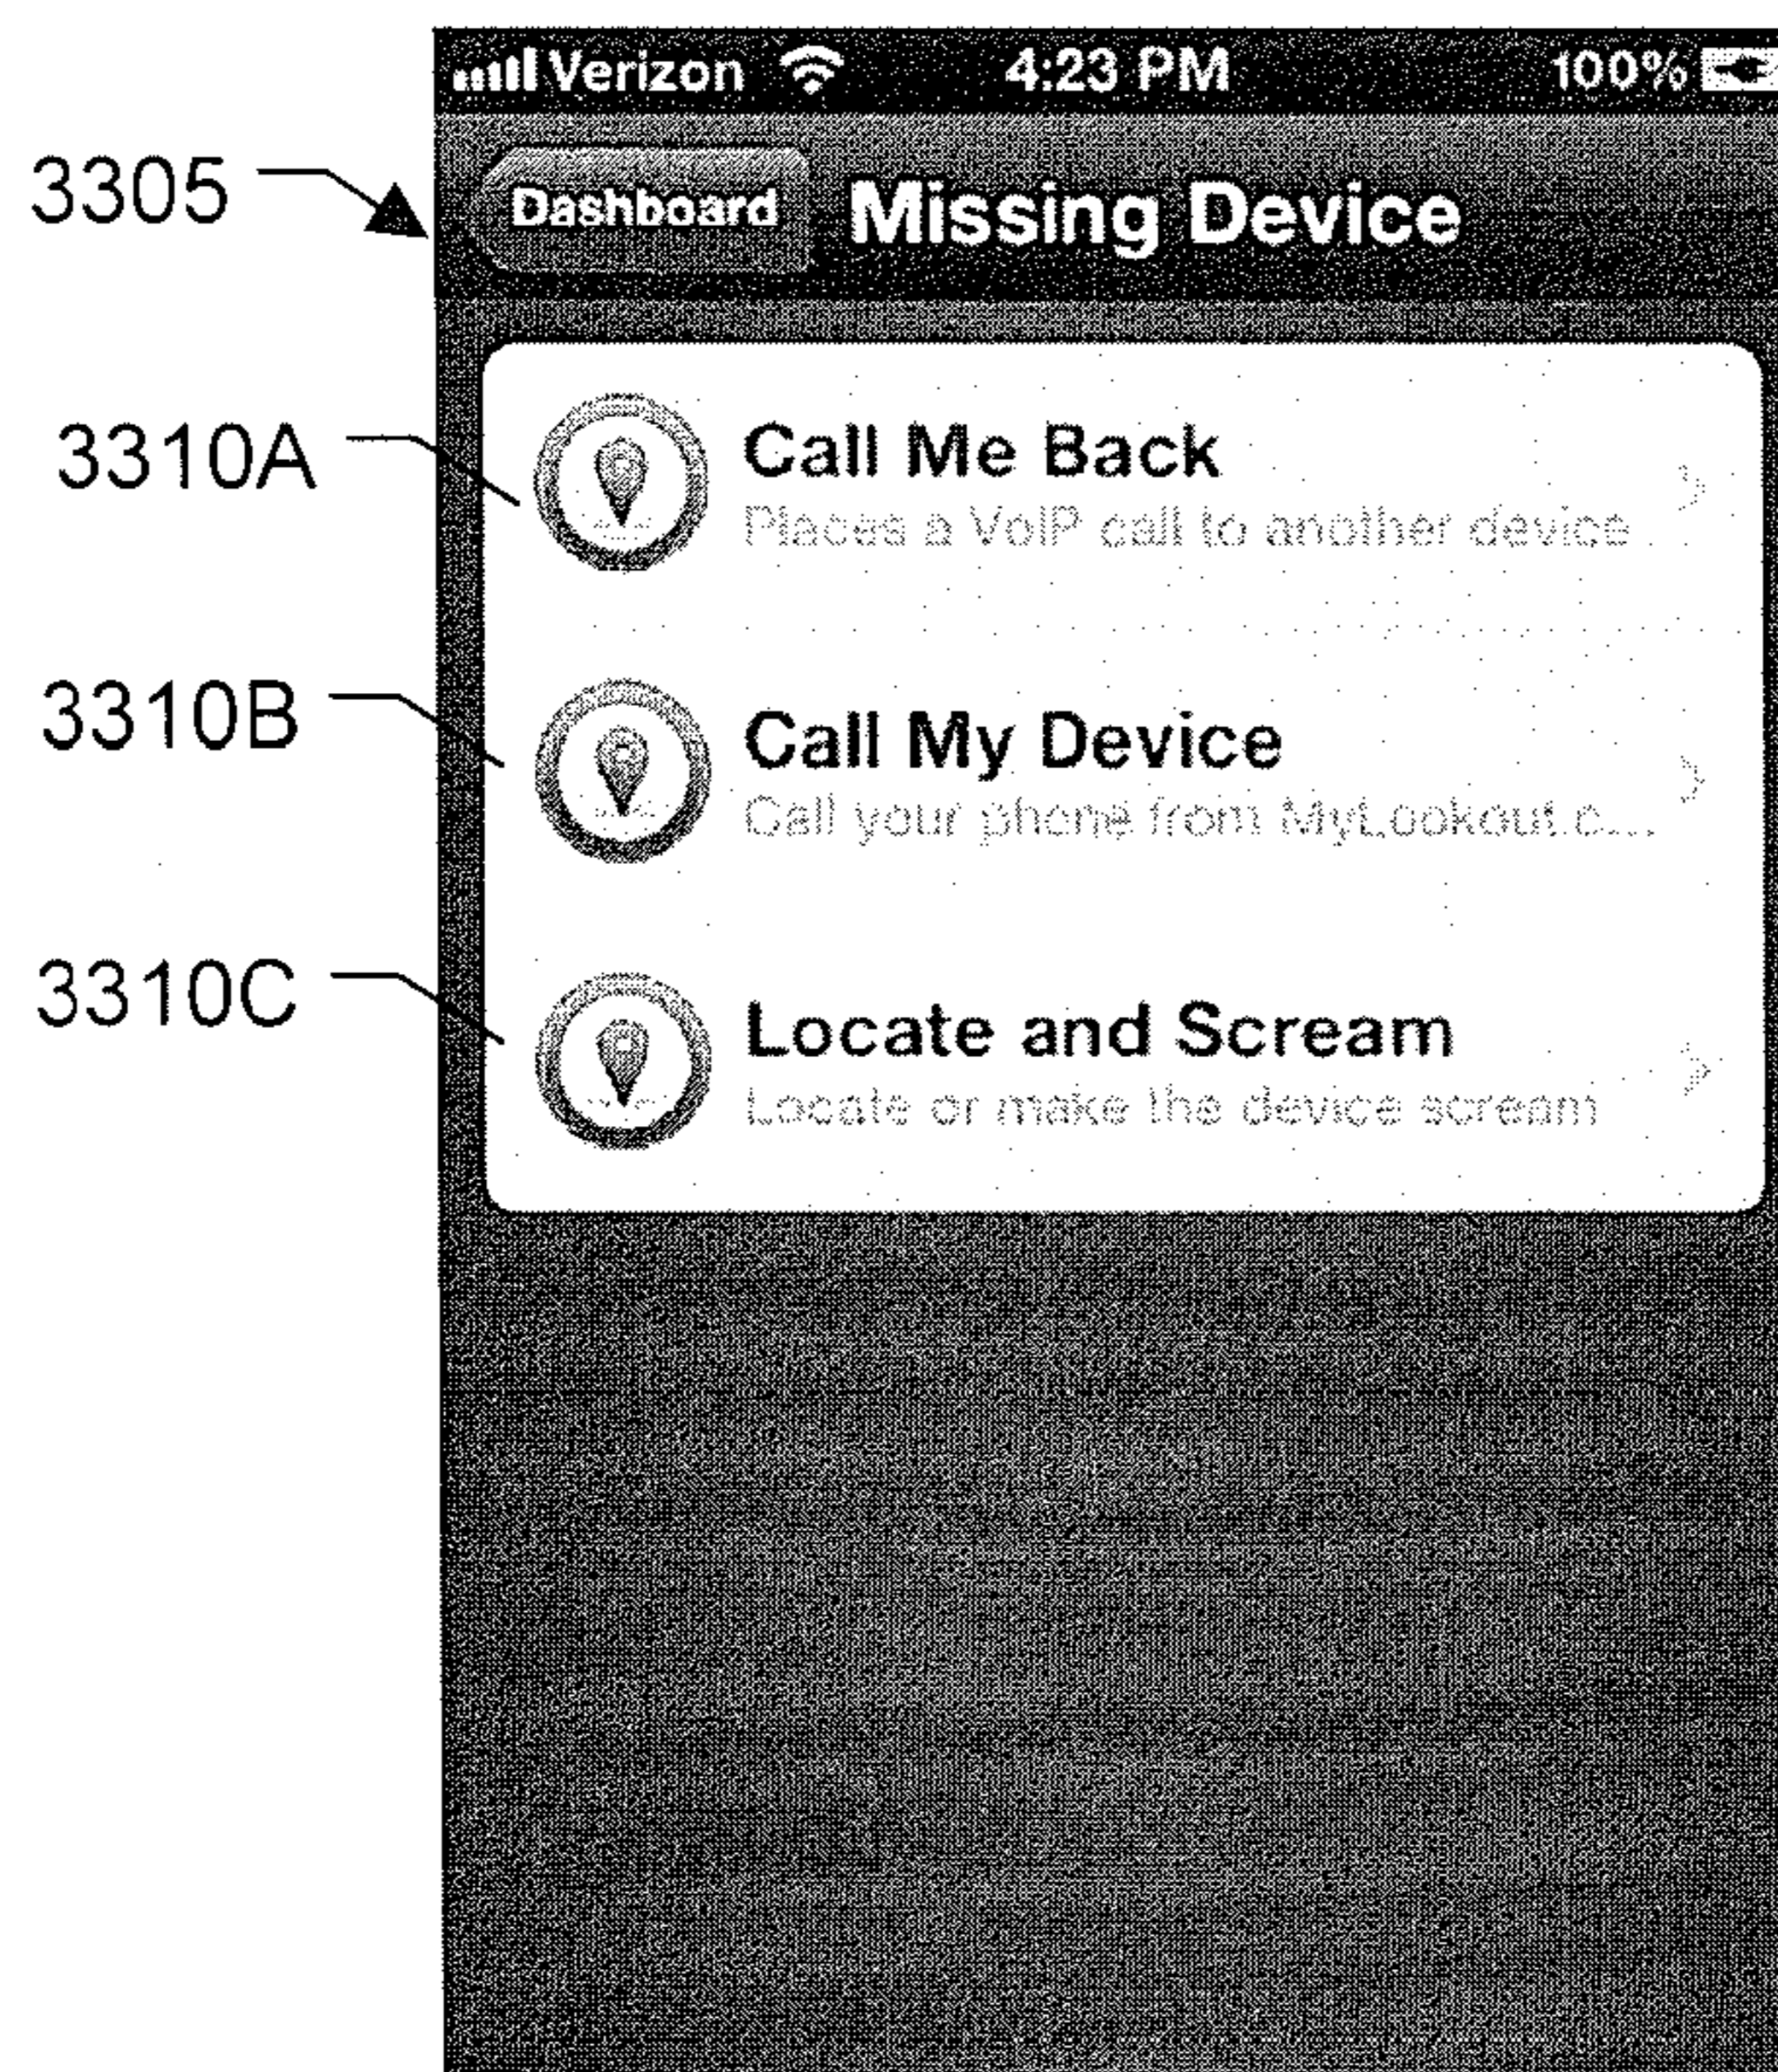 Verizon 4:23 PM 100%
3305
Dashboard Missing Device
3310A
Call Me Back
Places a VoIP call to another device
3310B
Call My Device
Call your phone from MyLookout.c...
3310C
Locate and Scream
Locate or make the device scream